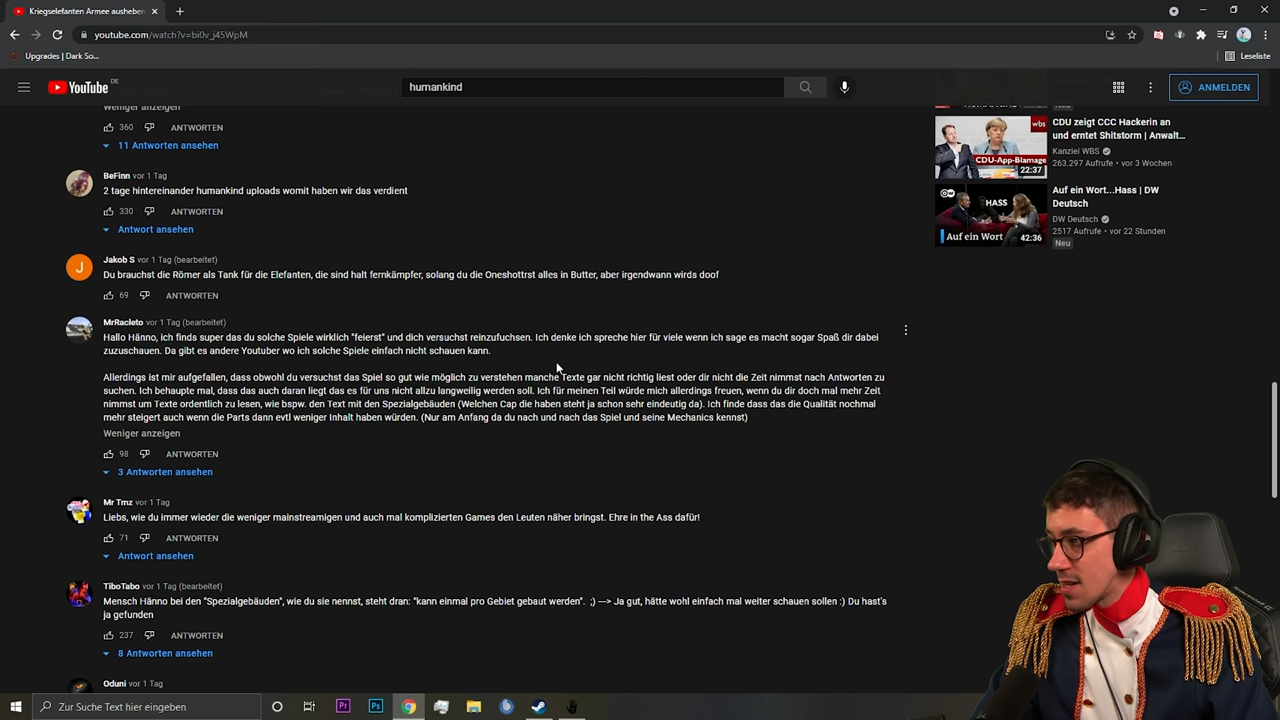 Kriegselefanten Armee ausheben
youtube.com/watch?v=bi0v_j45WpM
Upgrades | Dark So...
Leseliste
YouTube DE
humankind
ANMELDEN
Weniger anzeigen
360 ANTWORTEN
11 Antworten ansehen
BeFinn vor 1 Tag
2 tage hintereinander humankind uploads womit haben wir das verdient
330 ANTWORTEN
Antwort ansehen
J
Jakob S vor 1 Tag (bearbeitet)
Du brauchst die Römer als Tank für die Elefanten, die sind halt fernkämpfer, solang du die Oneshottrst alles in Butter, aber irgendwann wirds doof
69 ANTWORTEN
MrRacleto vor 1 Tag (bearbeitet)
Hallo Hänno, ich finds super das du solche Spiele wirklich "feierst" und dich versuchst reinzufuchsen. Ich denke ich spreche hier für viele wenn ich sage es macht sogar Spaß dir dabei
zuzuschauen. Da gibt es andere Youtuber wo ich solche Spiele einfach nicht schauen kann.
Allerdings ist mir aufgefallen, dass obwohl du versuchst das Spiel so gut wie möglich zu verstehen manche Texte gar nicht richtig liest oder dir nicht die Zeit nimmst nach Antworten zu
suchen. Ich behaupte mal, dass das auch daran liegt das es für uns nicht allzu langweilig werden soll. Ich für meinen Teil würde mich allerdings freuen, wenn du dir doch mal mehr Zeit
nimmst um Texte ordentlich zu lesen, wie bspw. den Text mit den Spezialgebäuden (Welchen Cap die haben steht ja schon sehr eindeutig da). Ich finde dass das die Qualität nochmal
mehr steigert auch wenn die Parts dann evtl weniger Inhalt haben würden. (Nur am Anfang da du nach und nach das Spiel und seine Mechanics kennst)
Weniger anzeigen
98 ANTWORTEN
3 Antworten ansehen
Mr Tmz vor 1 Tag
Liebs, wie du immer wieder die weniger mainstreamigen und auch mal komplizierten Games den Leuten näher bringst. Ehre in the Ass dafür!
71 ANTWORTEN
Antwort ansehen
TiboTabo vor 1 Tag (bearbeitet)
Mensch Hänno bei den "Spezialgebäuden", wie du sie nennst, steht dran: "kann einmal pro Gebiet gebaut werden". ;) ---> Ja gut, hätte wohl einfach mal weiter schauen sollen :) Du hast's
ja gefunden
237 ANTWORTEN
8 Antworten ansehen
Oduni vor 1 Tag
Neu
wbs
CDU-App-Blamage
22:37
CDU zeigt CCC Hackerin an
und erntet Shitstorm | Anwalt...
Kanzlei WBS
263.297 Aufrufe • vor 3 Wochen
DW
HASS
Auf ein Wort
42:36
Auf ein Wort...Hass | DW
Deutsch
DW Deutsch
2517 Aufrufe • vor 22 Stunden
Neu
Zur Suche Text hier eingeben
Pr
Ps